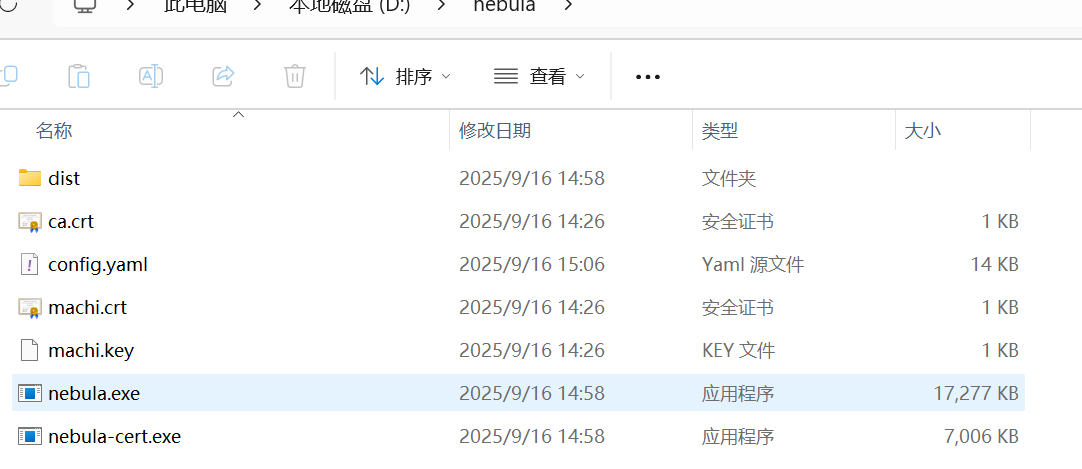 此电脑 > 本地磁盘 (D:) > nebula >
排序 查看 •••
名称 修改日期 类型 大小
dist 2025/9/16 14:58 文件夹
ca.crt 2025/9/16 14:26 安全证书 1 KB
config.yaml 2025/9/16 15:06 Yaml 源文件 14 KB
machi.crt 2025/9/16 14:26 安全证书 1 KB
machi.key 2025/9/16 14:26 KEY 文件 1 KB
nebula.exe 2025/9/16 14:58 应用程序 17,277 KB
nebula-cert.exe 2025/9/16 14:58 应用程序 7,006 KB